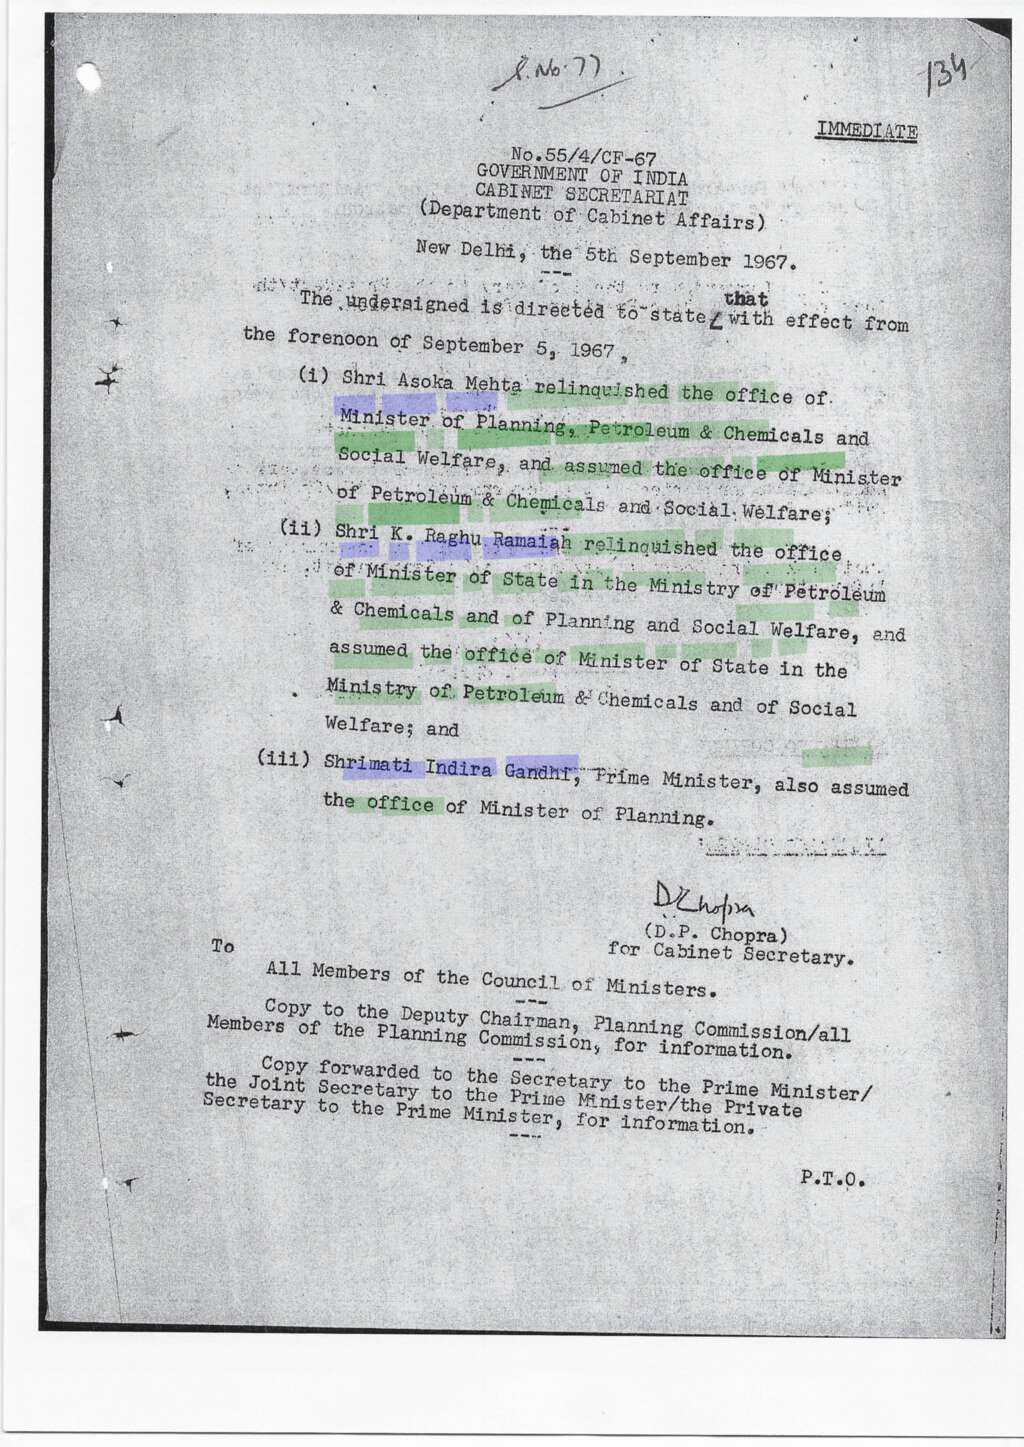 S.No.77.
134
IMMEDIATE
No.55/4/CF-67
GOVERNMENT OF INDIA
CABINET SECRETARIAT
(Department of Cabinet Affairs)
New Delhi, the 5th September 1967.
that
The undersigned is directed to state with effect from
the forenoon of September 5, 1967,
(i) Shri Asoka Mehta relinquished the office of
Minister of Planning, Petroleum & Chemicals and
Social Welfare, and assumed the office of Minister
of Petroleum & Chemicals and Social Welfare;
(ii) Shri K. Raghu Ramaiah relinquished the office
of Minister of State in the Ministry of Petroleum
& Chemicals and of Planning and Social Welfare, and
assumed the office of Minister of State in the
Ministry of Petroleum & Chemicals and of Social
Welfare; and
(iii) Shrimati Indira Gandhi, Prime Minister, also assumed
the office of Minister of Planning.
DPChopra
(D.P. Chopra)
for Cabinet Secretary.
To
All Members of the Council of Ministers.
Copy to the Deputy Chairman, Planning Commission/all
Members of the Planning Commission, for information.
Copy forwarded to the Secretary to the Prime Minister/
the Joint Secretary to the Prime Minister/the Private
Secretary to the Prime Minister, for information.
P.T.O.